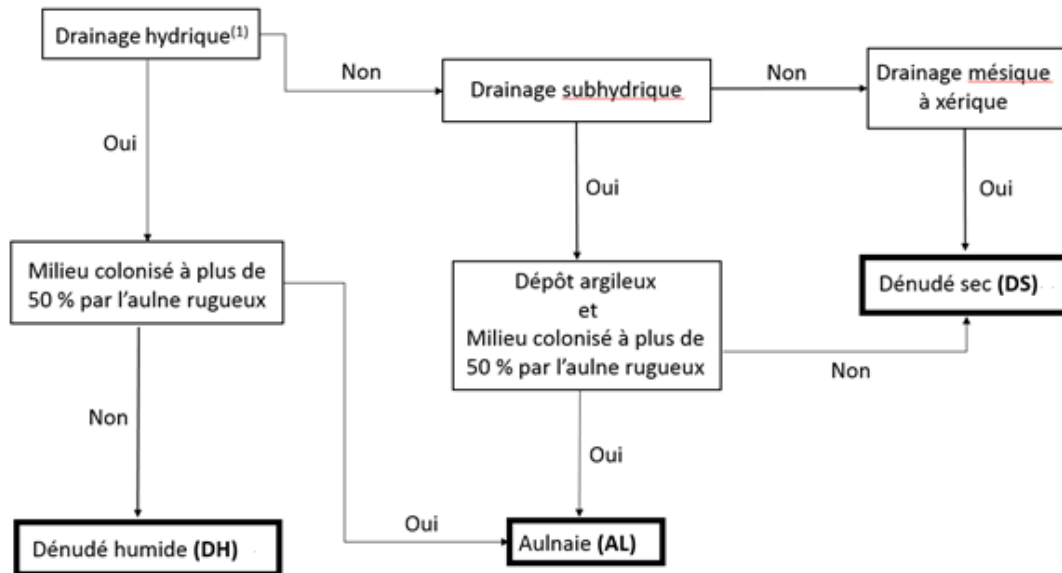 Drainage hydrique(1)
Non
Drainage subhydrique
Non
Drainage mésique
à xérique
Oui
Oui
Oui
Milieu colonisé à plus de
50 % par l'aulne rugueux
Dépôt argileux
et
Milieu colonisé à plus de
50 % par l'aulne rugueux
Dénudé sec (DS)
Non
Non
Oui
Oui
Dénudé humide (DH)
Aulnaie (AL)